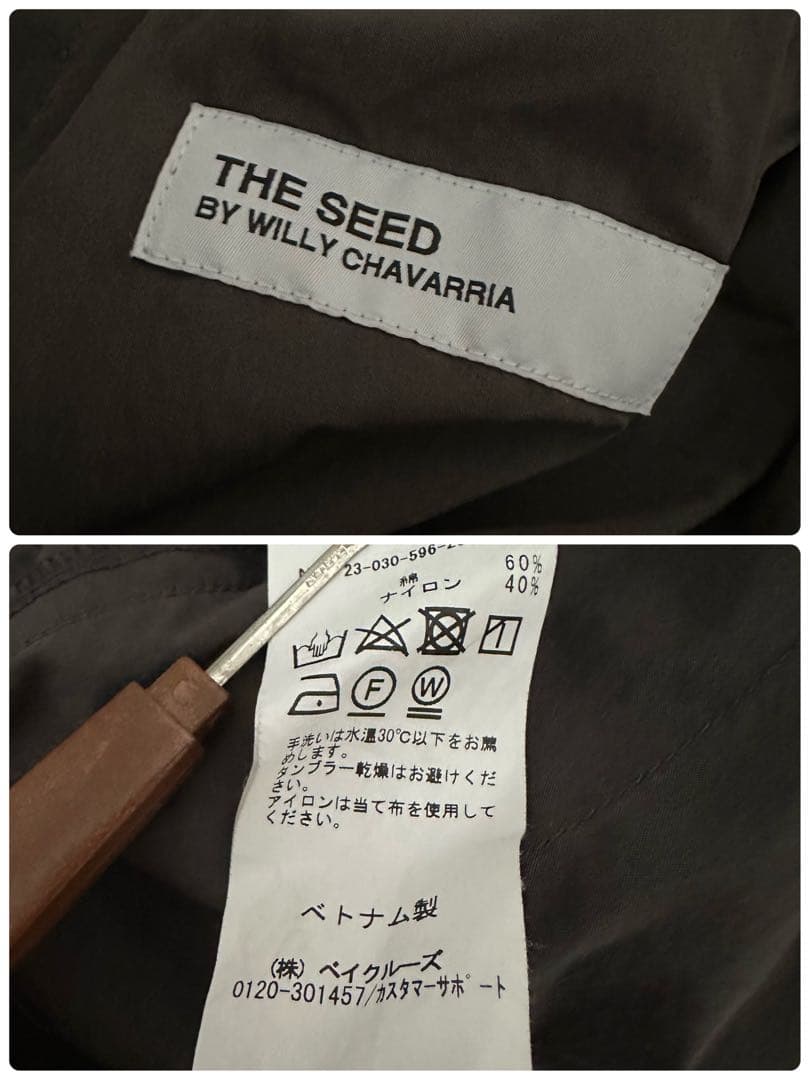 THE SEED
BY WILLY CHAVARRIA
23-030-596-2
綿 60%
ナイロン 40%
F W
手洗いは水温30℃以下をお薦
めします。
タンブラー乾燥はお避けくだ
さい。
アイロンは当て布を使用して
ください。
ベトナム製
(株) ベイクルーズ
0120-301457/カスタマーサポート